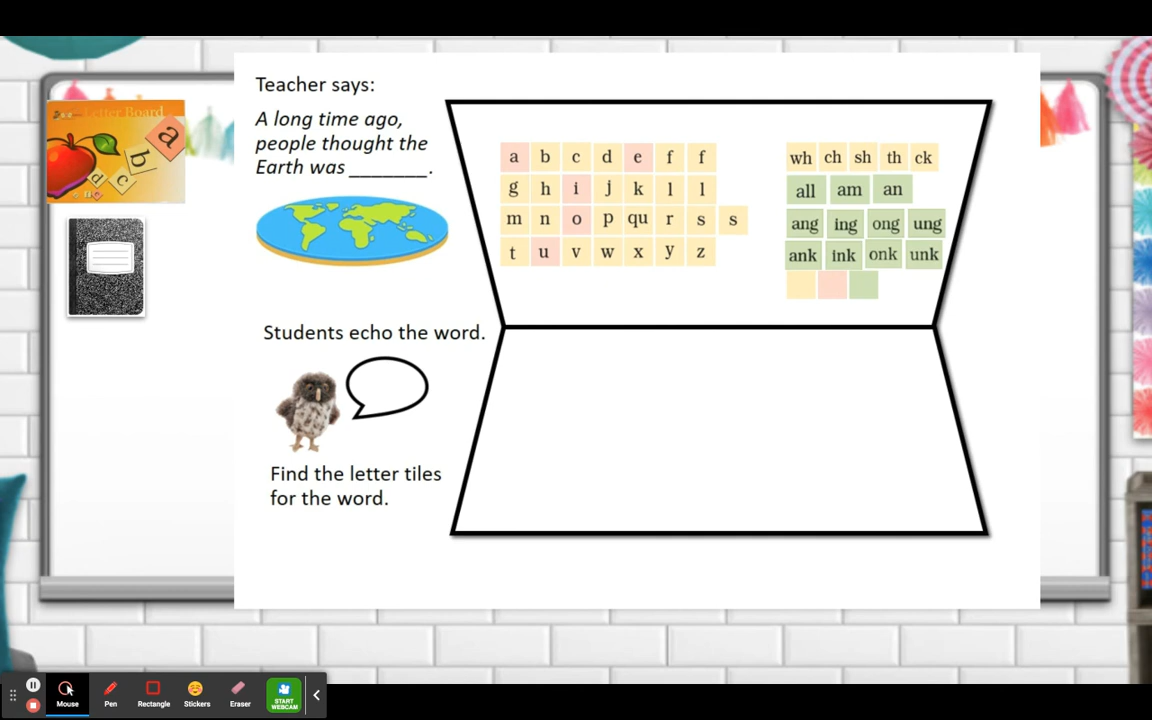 Teacher says:
A long time ago,
people thought the
Earth was _______.
Students echo the word.
Find the letter tiles
for the word.
Letter Board
a
b
d
c
a b c d e f f
g h i j k l l
m n o p qu r s s
t u v w x y z
wh ch sh th ck
all am an
ang ing ong ung
ank ink onk unk
Mouse
Pen
Rectangle
Stickers
Eraser
START
WEBCAM